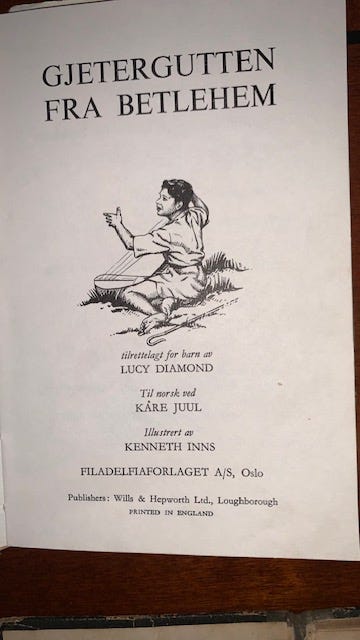 GJETERGUTTEN
FRA BETLEHEM
tilrettelagt for barn av
LUCY DIAMOND
Til norsk ved
KÅRE JUUL
Illustrert av
KENNETH INNS
FILADELFIAFORLAGET A/S, Oslo
Publishers: Wills & Hepworth Ltd., Loughborough
PRINTED IN ENGLAND